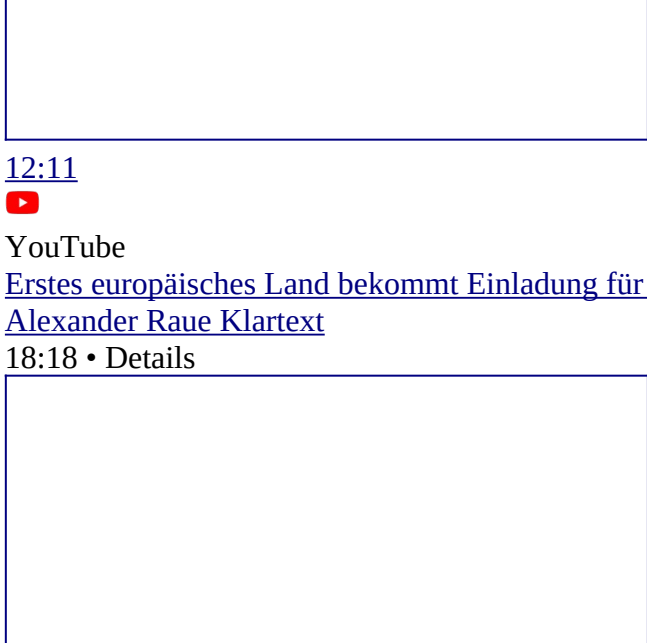 12:11
YouTube
Erstes europäisches Land bekommt Einladung für
Alexander Raue Klartext
18:18 • Details